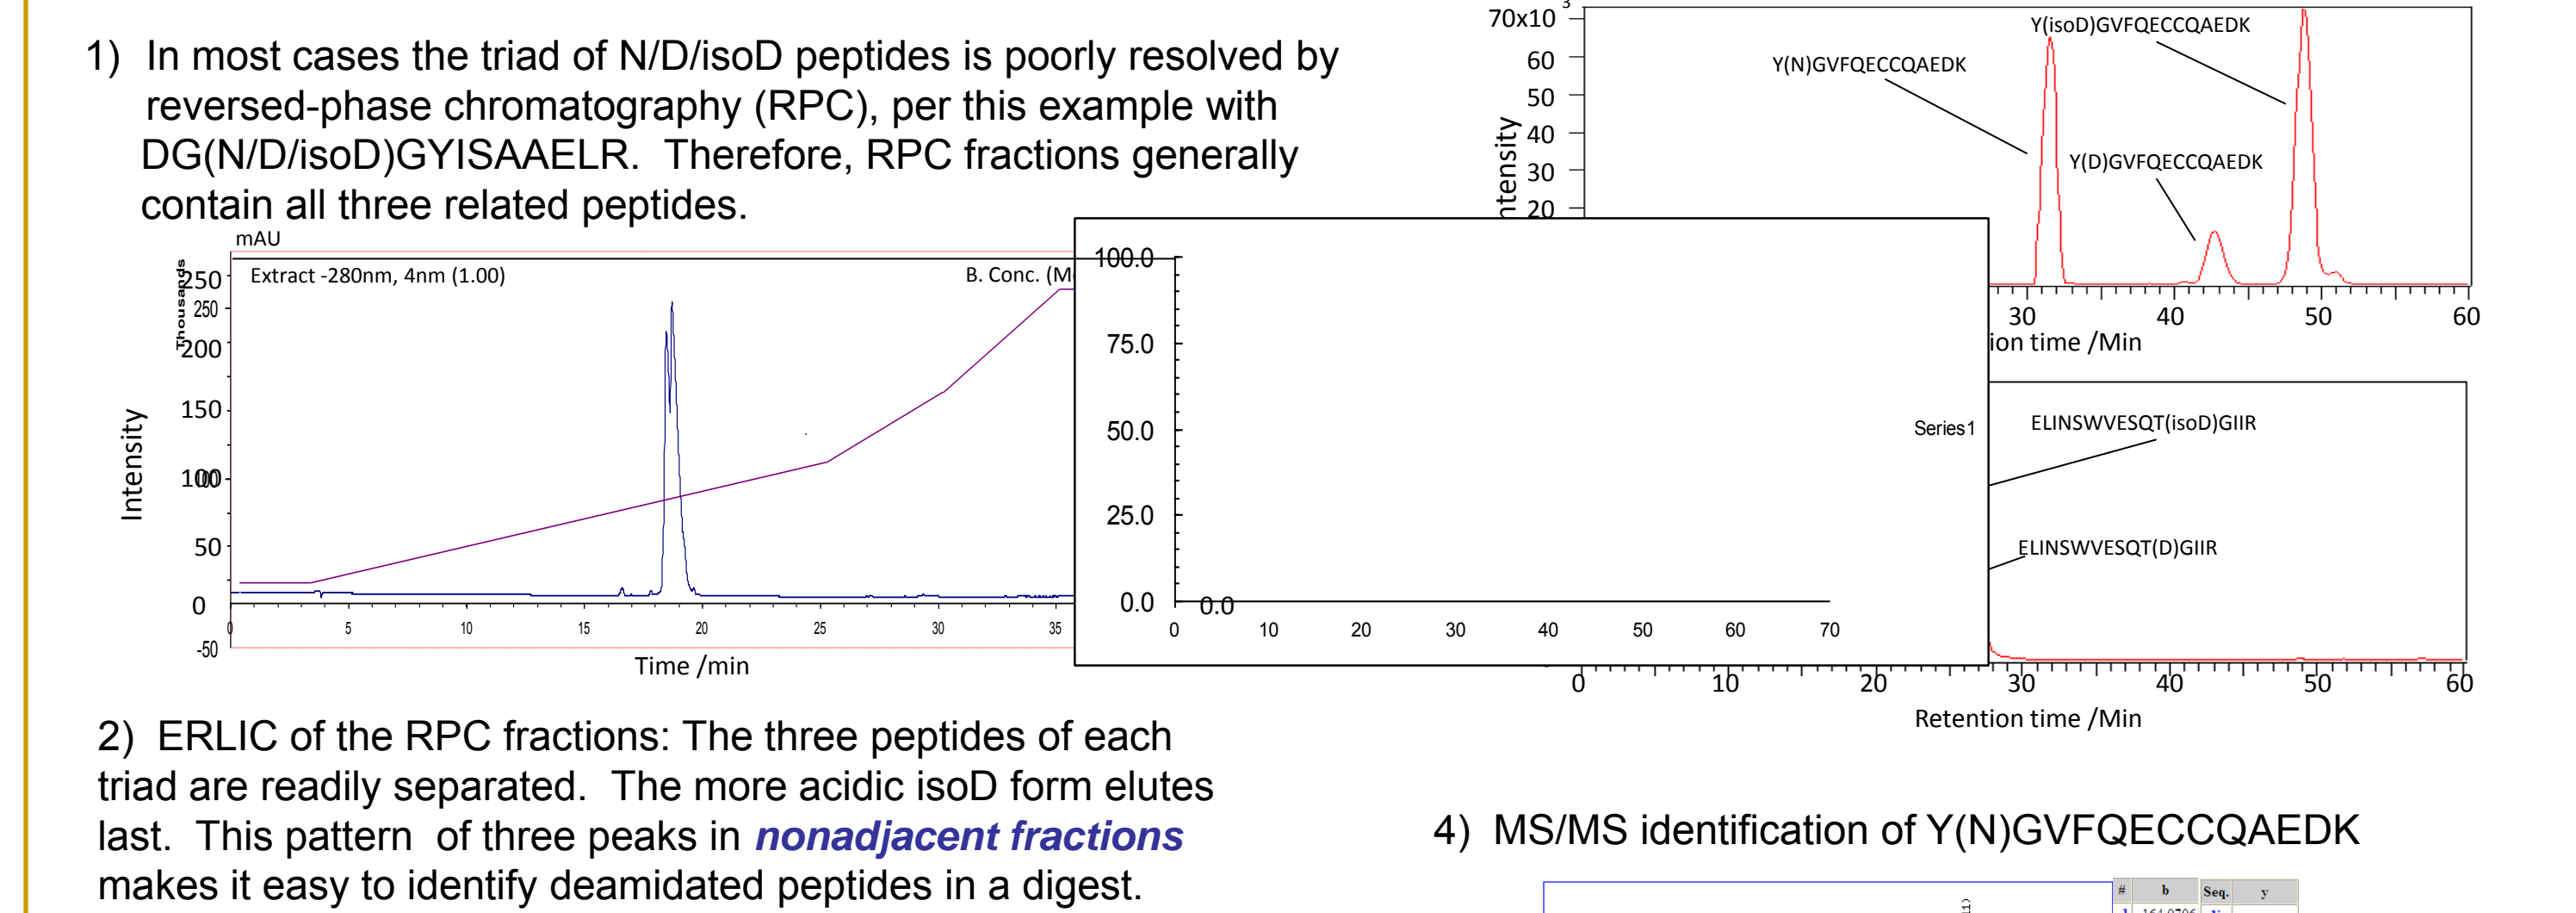 1) In most cases the triad of N/D/isoD peptides is poorly resolved by
reversed-phase chromatography (RPC), per this example with
DG(N/D/isoD)GYISAAELR. Therefore, RPC fractions generally
contain all three related peptides.
mAU
Thousands
250
250
200
150
100
50
0
-50
Intensity
Extract -280nm, 4nm (1.00)
B. Conc. (M
0 5 10 15 20 25 30 35
Time /min
100.0
75.0
50.0
25.0
0.0
0.0
0 10 20 30 40 50 60 70
Series1
70x10 3
60
50
40
30
20
ntensity
Y(N)GVFQECCQAEDK
Y(isoD)GVFQECCQAEDK
Y(D)GVFQECCQAEDK
30 40 50 60
ion time /Min
ELINSWVESQT(isoD)GIIR
ELINSWVESQT(D)GIIR
0 10 20 30 40 50 60
Retention time /Min
2) ERLIC of the RPC fractions: The three peptides of each
triad are readily separated. The more acidic isoD form elutes
last. This pattern of three peaks in nonadjacent fractions
makes it easy to identify deamidated peptides in a digest.
4) MS/MS identification of Y(N)GVFQECCQAEDK
# b Seq. y